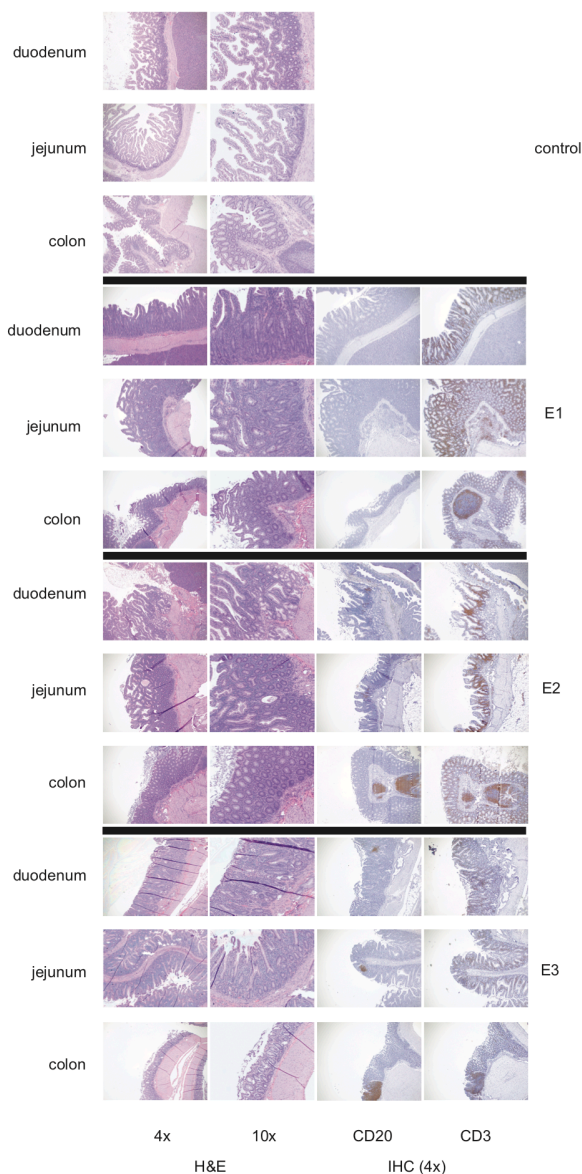 duodenum
jejunum
control
colon
duodenum
jejunum
E1
colon
duodenum
jejunum
E2
colon
duodenum
jejunum
E3
colon
4x
10x
CD20
CD3
H&E
IHC (4x)